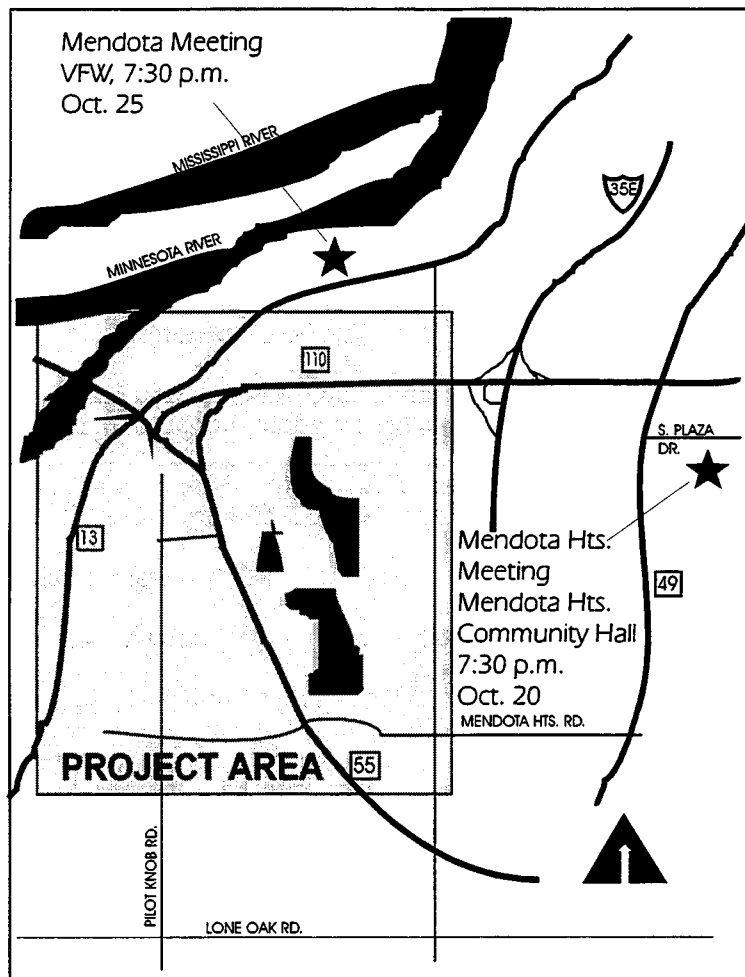 Mendota Meeting
VFW, 7:30 p.m.
Oct. 25
MISSISSIPPI RIVER
35E
MINNESOTA RIVER
110
S. PLAZA
DR.
13
Mendota Hts.
Meeting
Mendota Hts.
Community Hall
7:30 p.m.
Oct. 20
49
MENDOTA HTS. RD.
PROJECT AREA
55
PILOT KNOB RD.
LONE OAK RD.